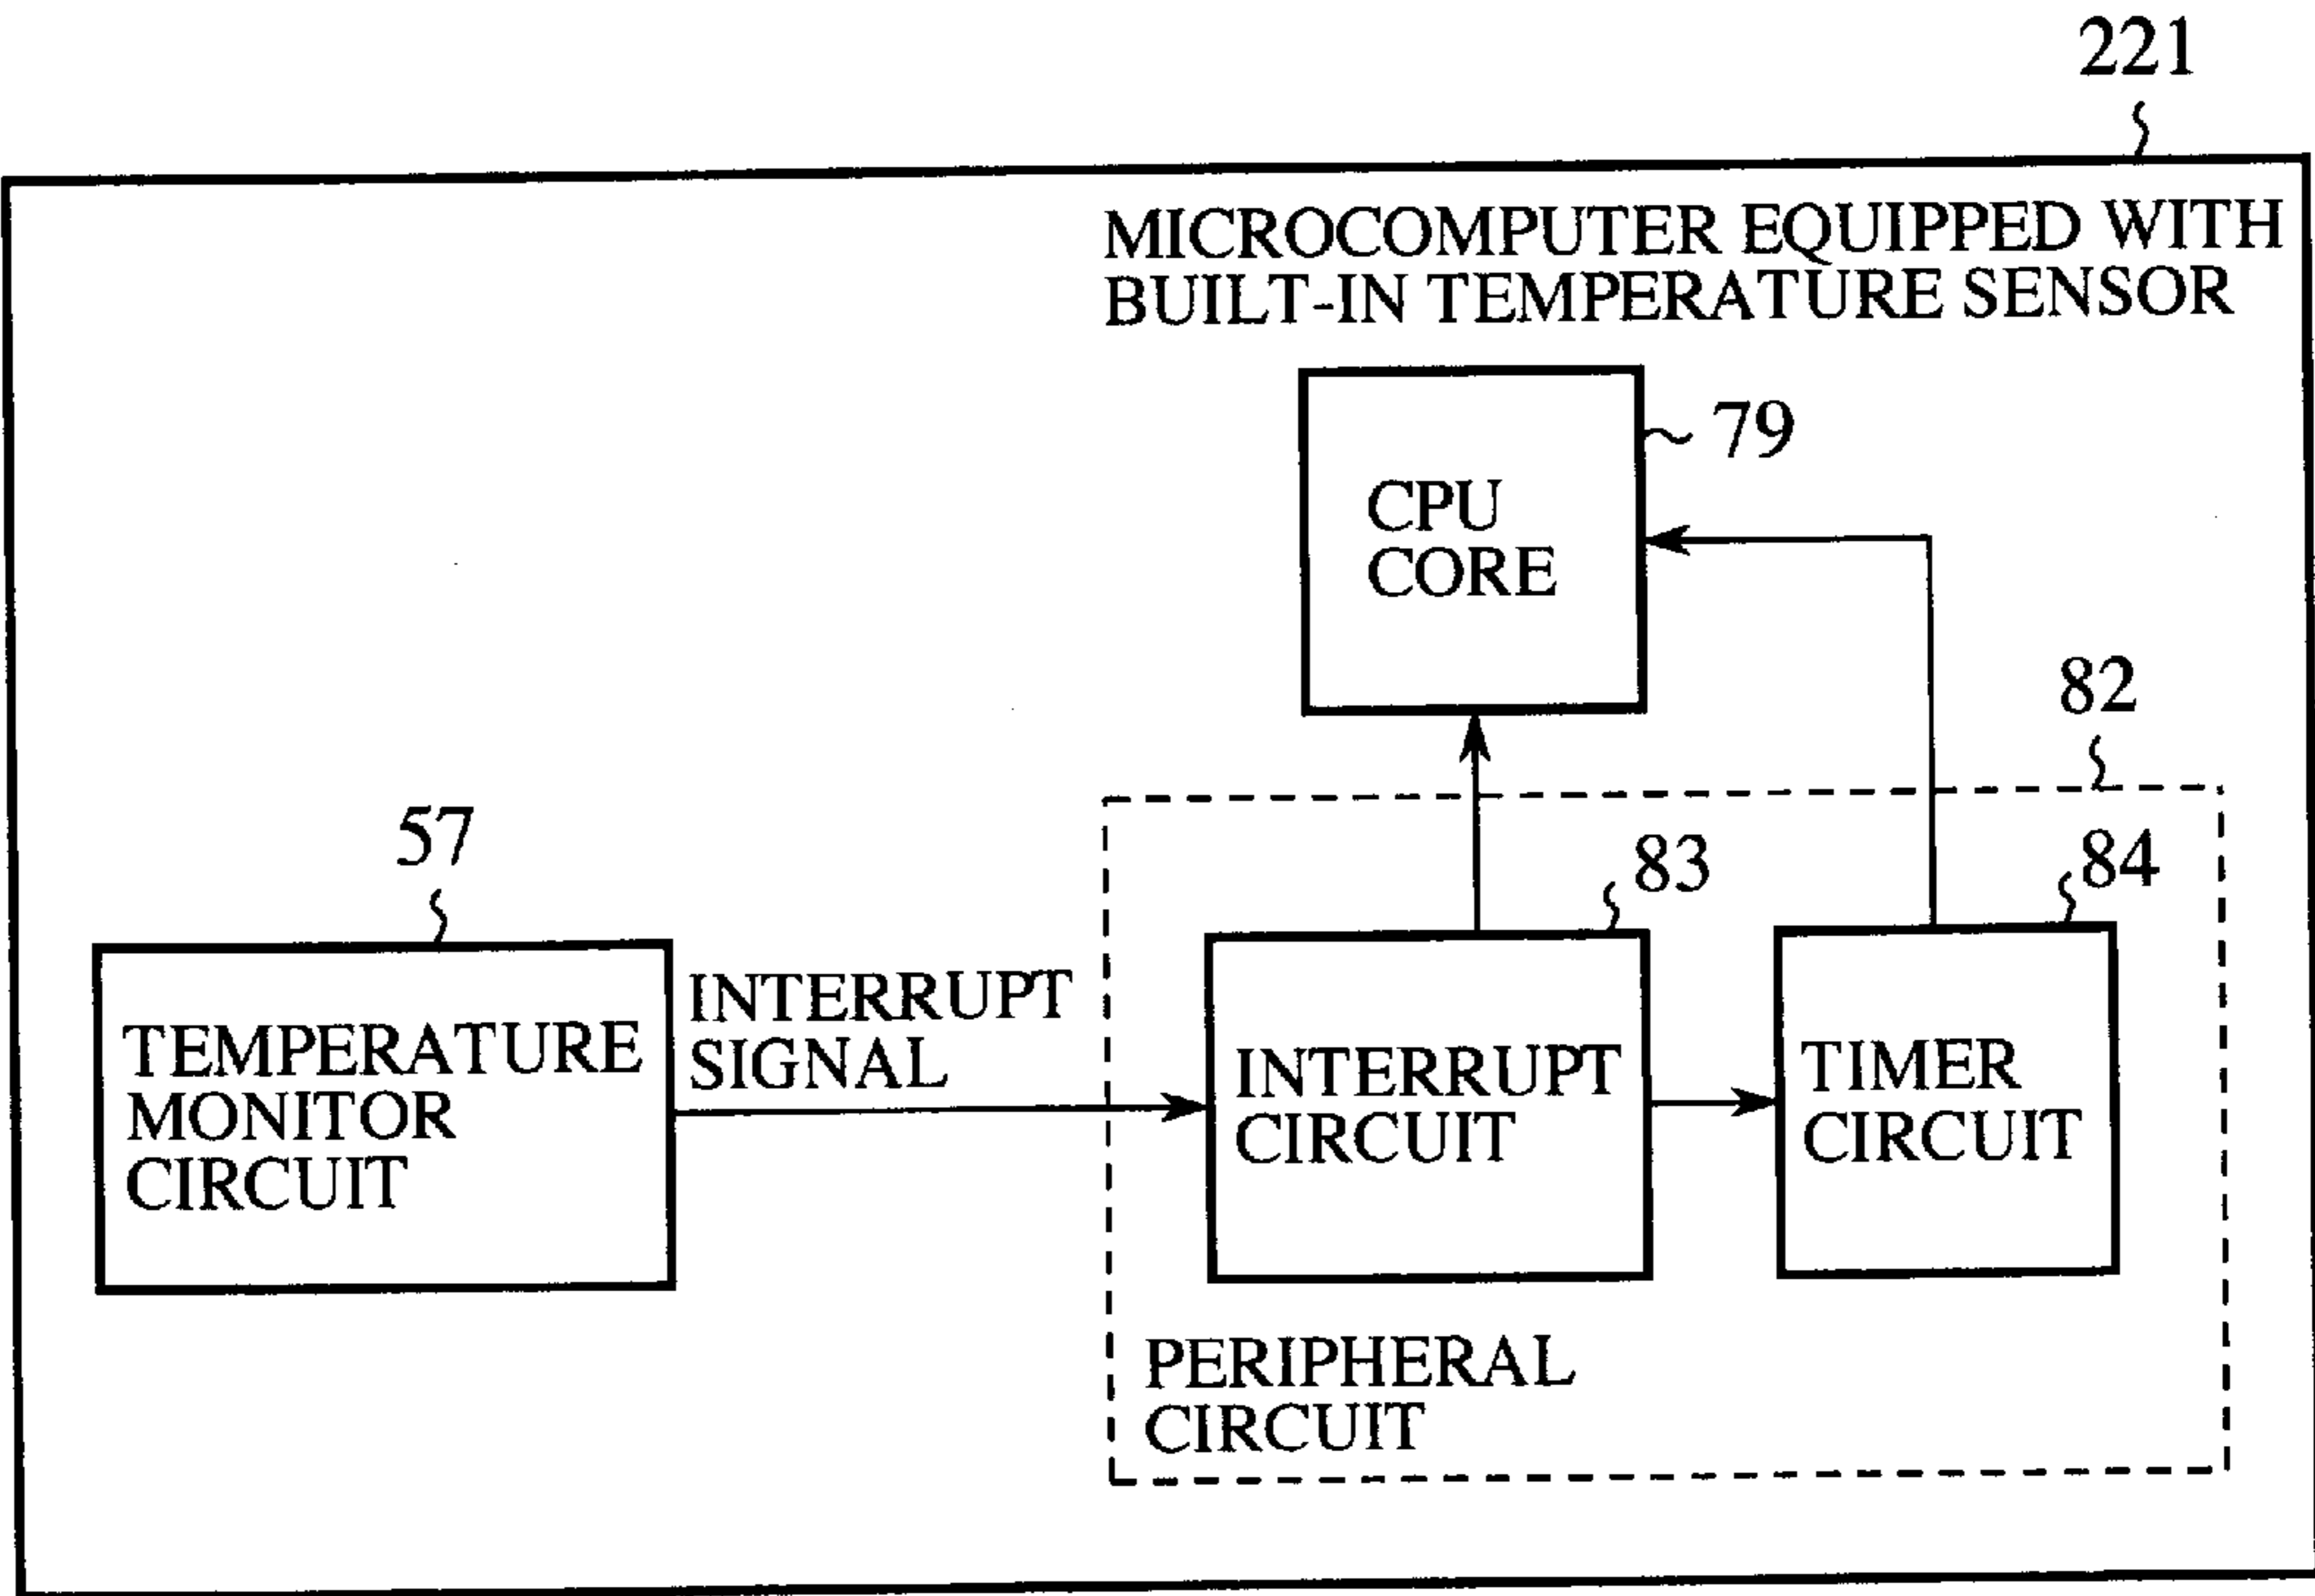 221
MICROCOMPUTER EQUIPPED WITH
BUILT-IN TEMPERATURE SENSOR
79
CPU
CORE
82
57
83
84
INTERRUPT
SIGNAL
TEMPERATURE
MONITOR
CIRCUIT
INTERRUPT
CIRCUIT
TIMER
CIRCUIT
PERIPHERAL
CIRCUIT